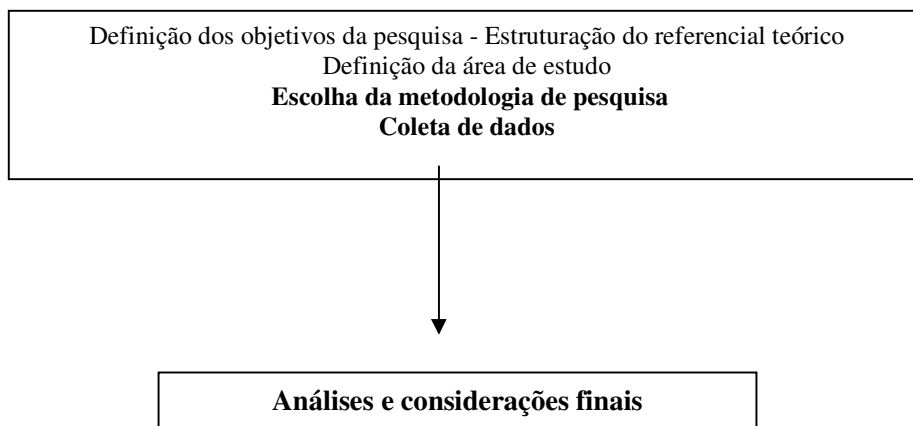 Definição dos objetivos da pesquisa - Estruturação do referencial teórico
Definição da área de estudo
Escolha da metodologia de pesquisa
Coleta de dados
Análises e considerações finais